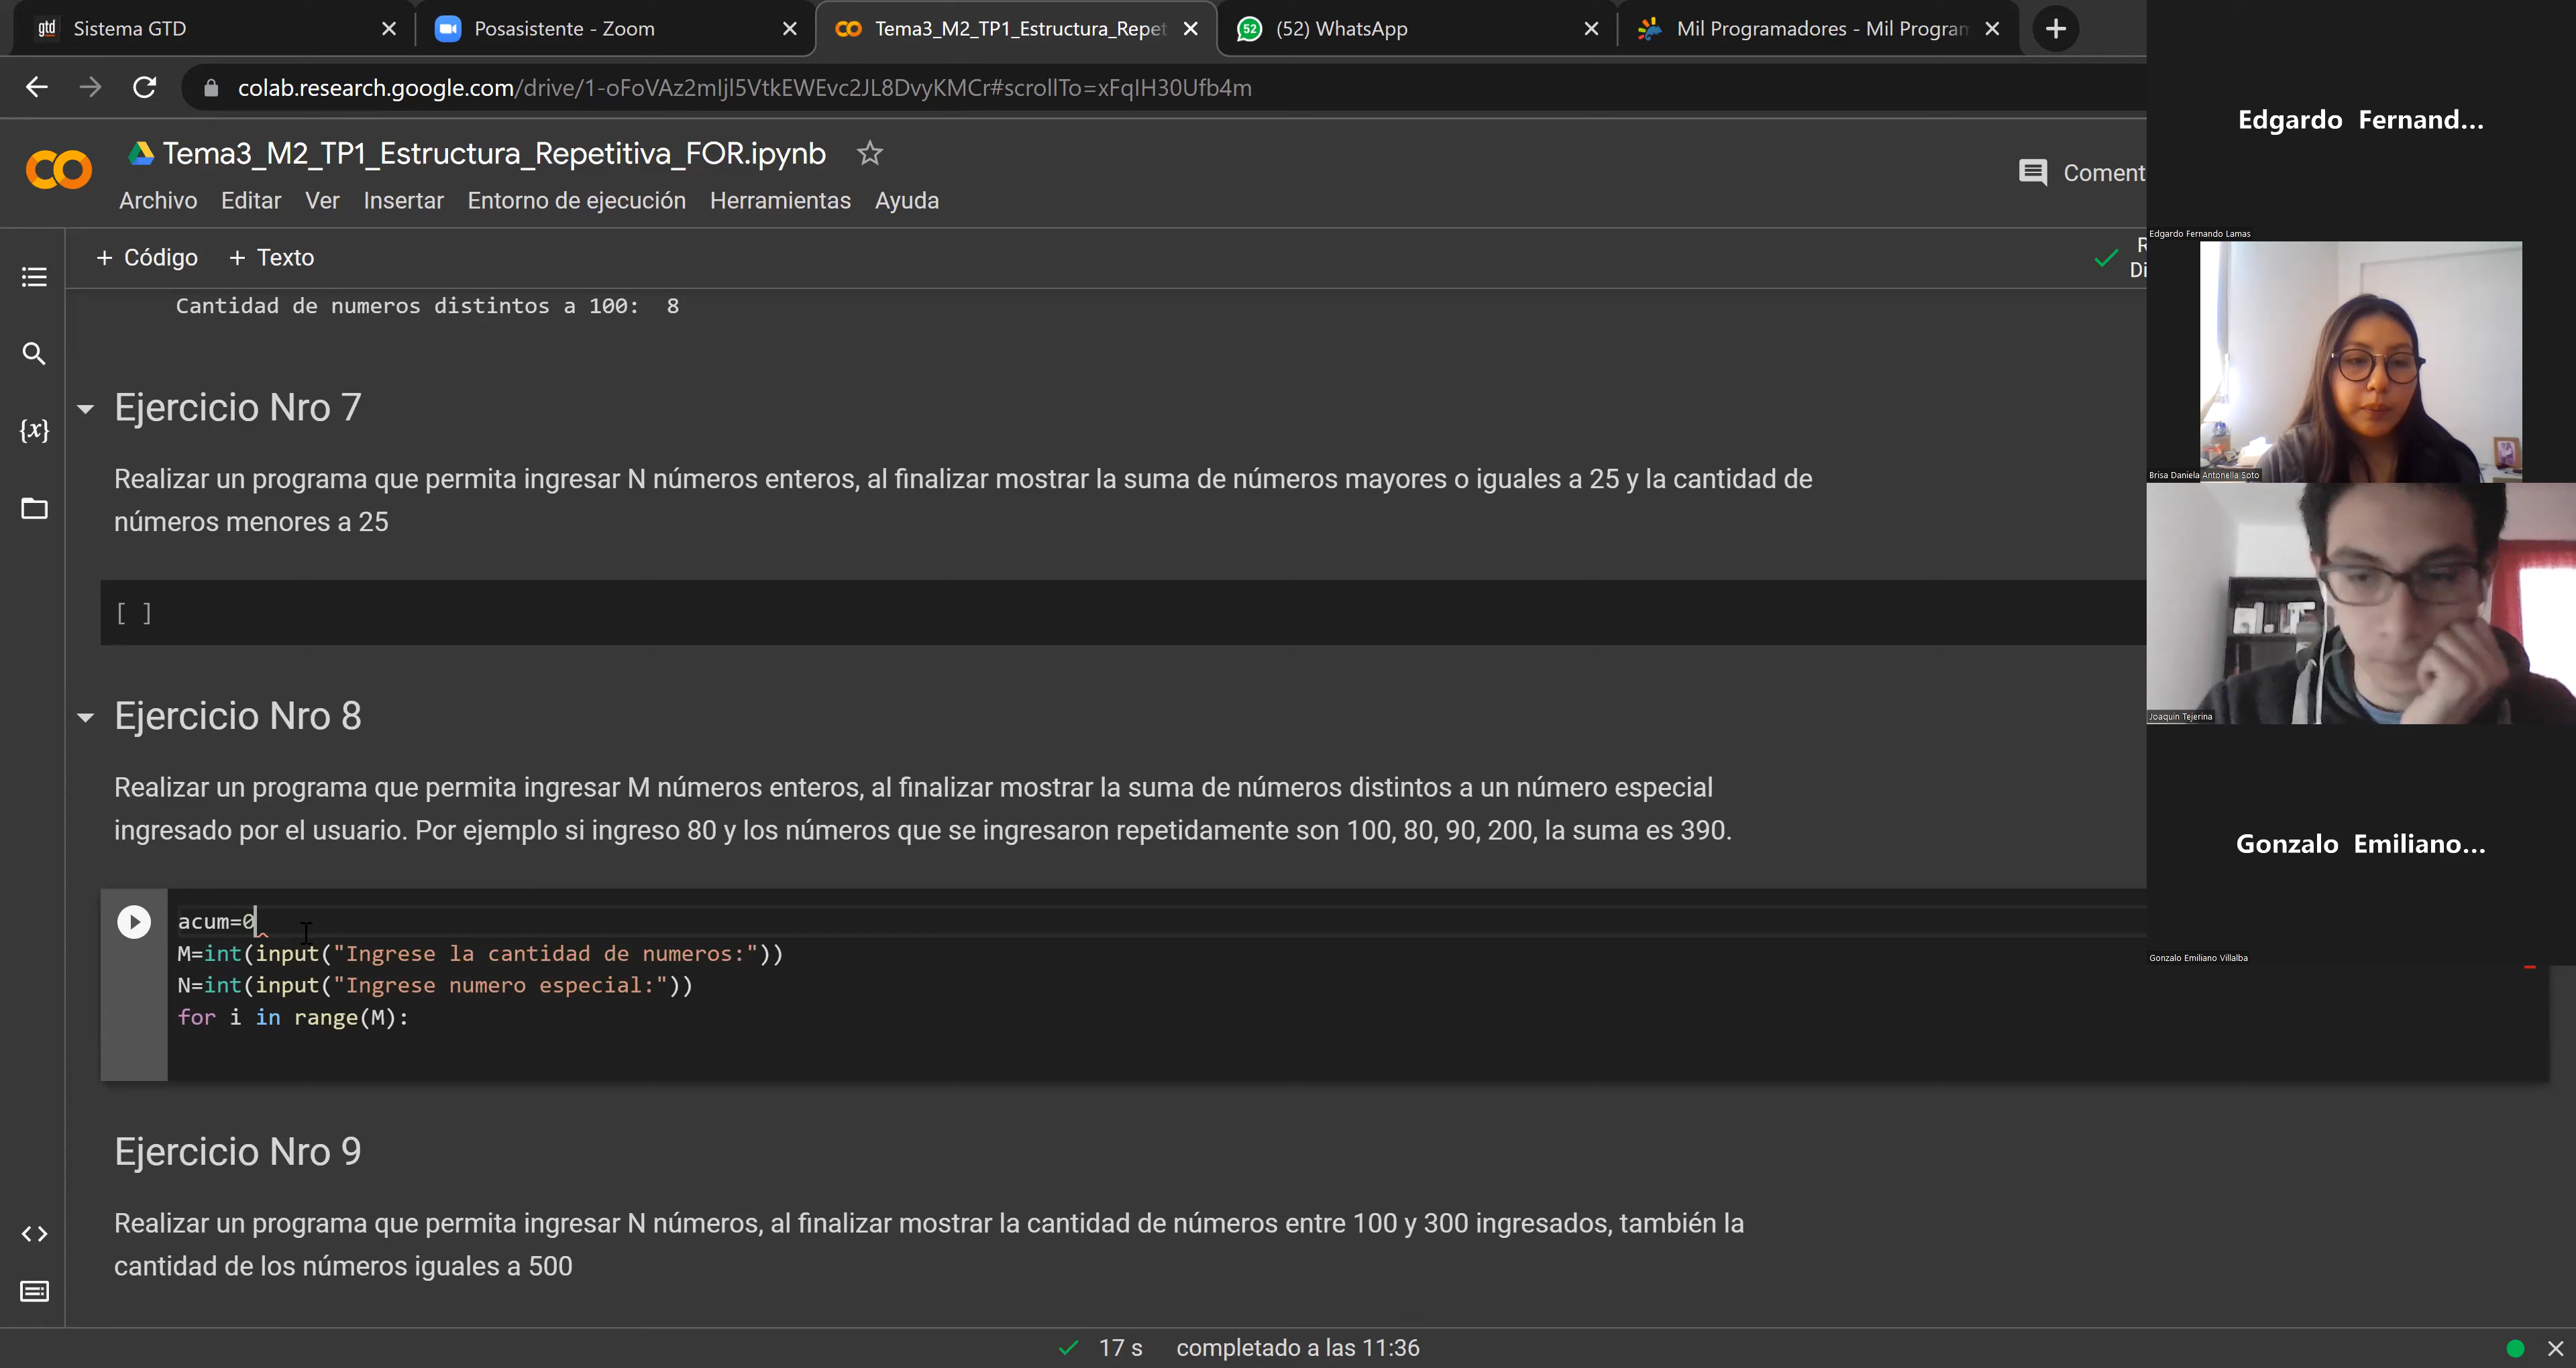 gtd Sistema GTD
Posasistente - Zoom
Tema3_M2_TP1_Estructura_Repet
52 (52) WhatsApp
Mil Programadores - Mil Program
colab.research.google.com/drive/1-oFoVAz2mIjl5VtkEWEvc2JL8DvyKMCr#scrollTo=xFqIH30Ufb4m
Tema3_M2_TP1_Estructura_Repetitiva_FOR.ipynb
Coment
Archivo Editar Ver Insertar Entorno de ejecución Herramientas Ayuda
+ Código + Texto
R
Di
Cantidad de numeros distintos a 100: 8
Ejercicio Nro 7
Realizar un programa que permita ingresar N números enteros, al finalizar mostrar la suma de números mayores o iguales a 25 y la cantidad de
números menores a 25
[ ]
Ejercicio Nro 8
Realizar un programa que permita ingresar M números enteros, al finalizar mostrar la suma de números distintos a un número especial
ingresado por el usuario. Por ejemplo si ingreso 80 y los números que se ingresaron repetidamente son 100, 80, 90, 200, la suma es 390.
acum=0
M=int(input("Ingrese la cantidad de numeros:"))
N=int(input("Ingrese numero especial:"))
for i in range(M):
Ejercicio Nro 9
Realizar un programa que permita ingresar N números, al finalizar mostrar la cantidad de números entre 100 y 300 ingresados, también la
cantidad de los números iguales a 500
17 s completado a las 11:36
{x}
Edgardo Fernand...
Edgardo Fernando Lamas
Brisa Daniela Antonella Soto
Joaquin Tejerina
Gonzalo Emiliano...
Gonzalo Emiliano Villalba